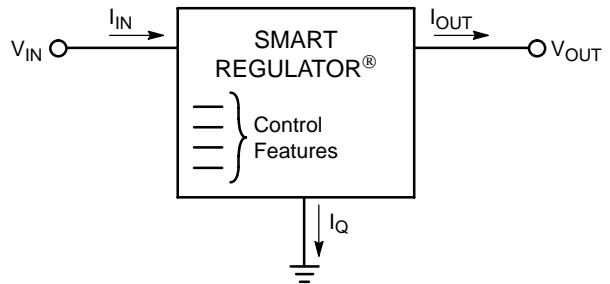 I_IN
I_OUT
V_IN
SMART
REGULATOR®
V_OUT
Control
Features
I_Q